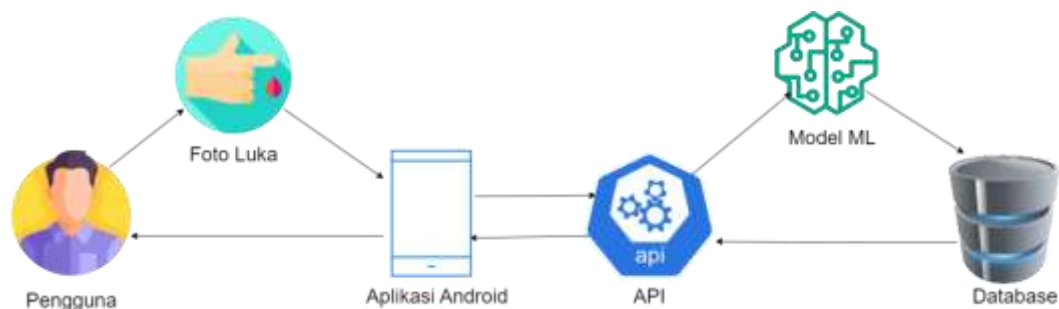 Foto Luka
Model ML
api
Pengguna
Aplikasi Android
API
Database